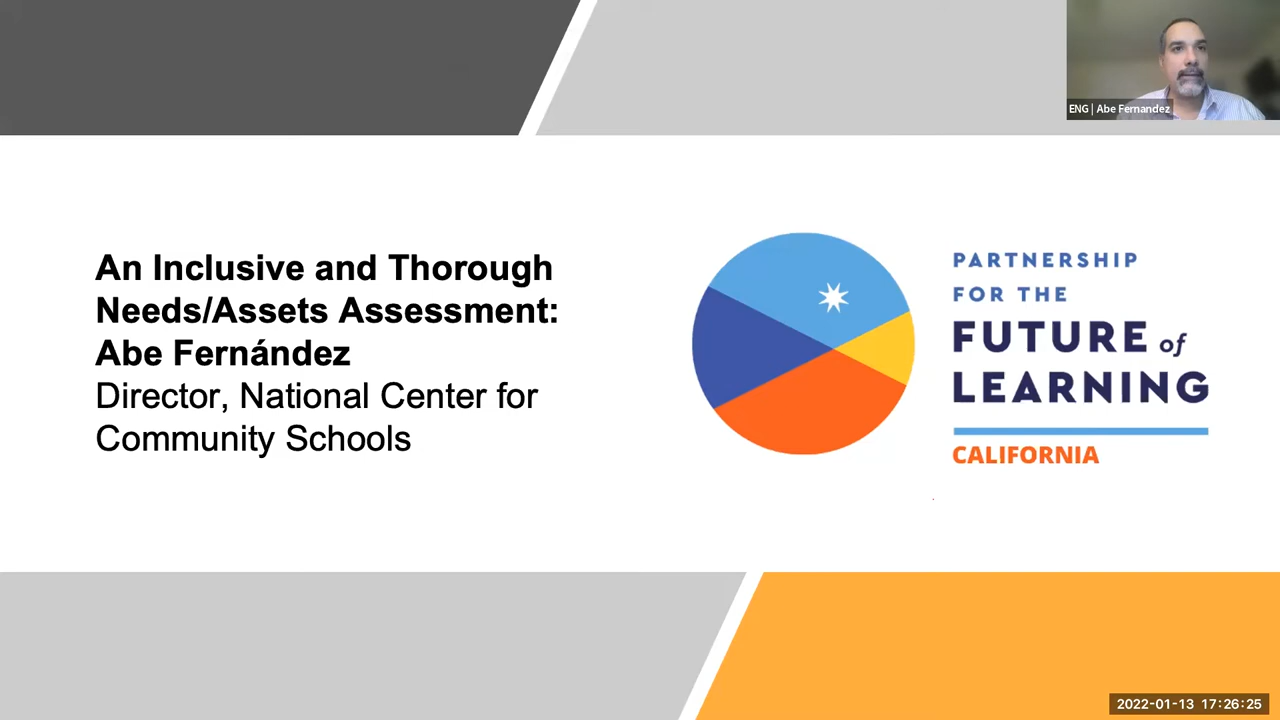 ENG | Abe Fernandez
An Inclusive and Thorough
Needs/Assets Assessment:
Abe Fernández
Director, National Center for
Community Schools
PARTNERSHIP
FOR THE
FUTURE of
LEARNING
CALIFORNIA
2022-01-13 17:26:25